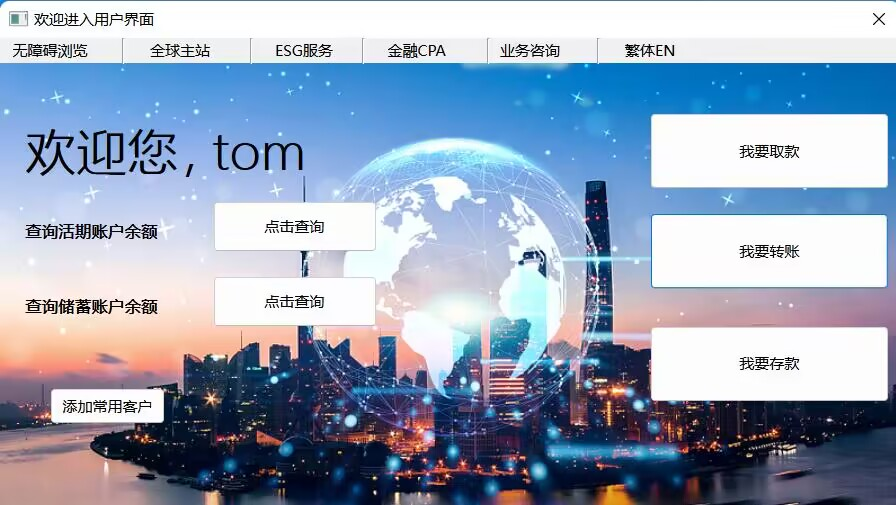 欢迎进入用户界面
无障碍浏览 全球主站 ESG服务 金融CPA 业务咨询 繁体EN
欢迎您, tom
查询活期账户余额 点击查询
查询储蓄账户余额 点击查询
添加常用客户
我要取款
我要转账
我要存款